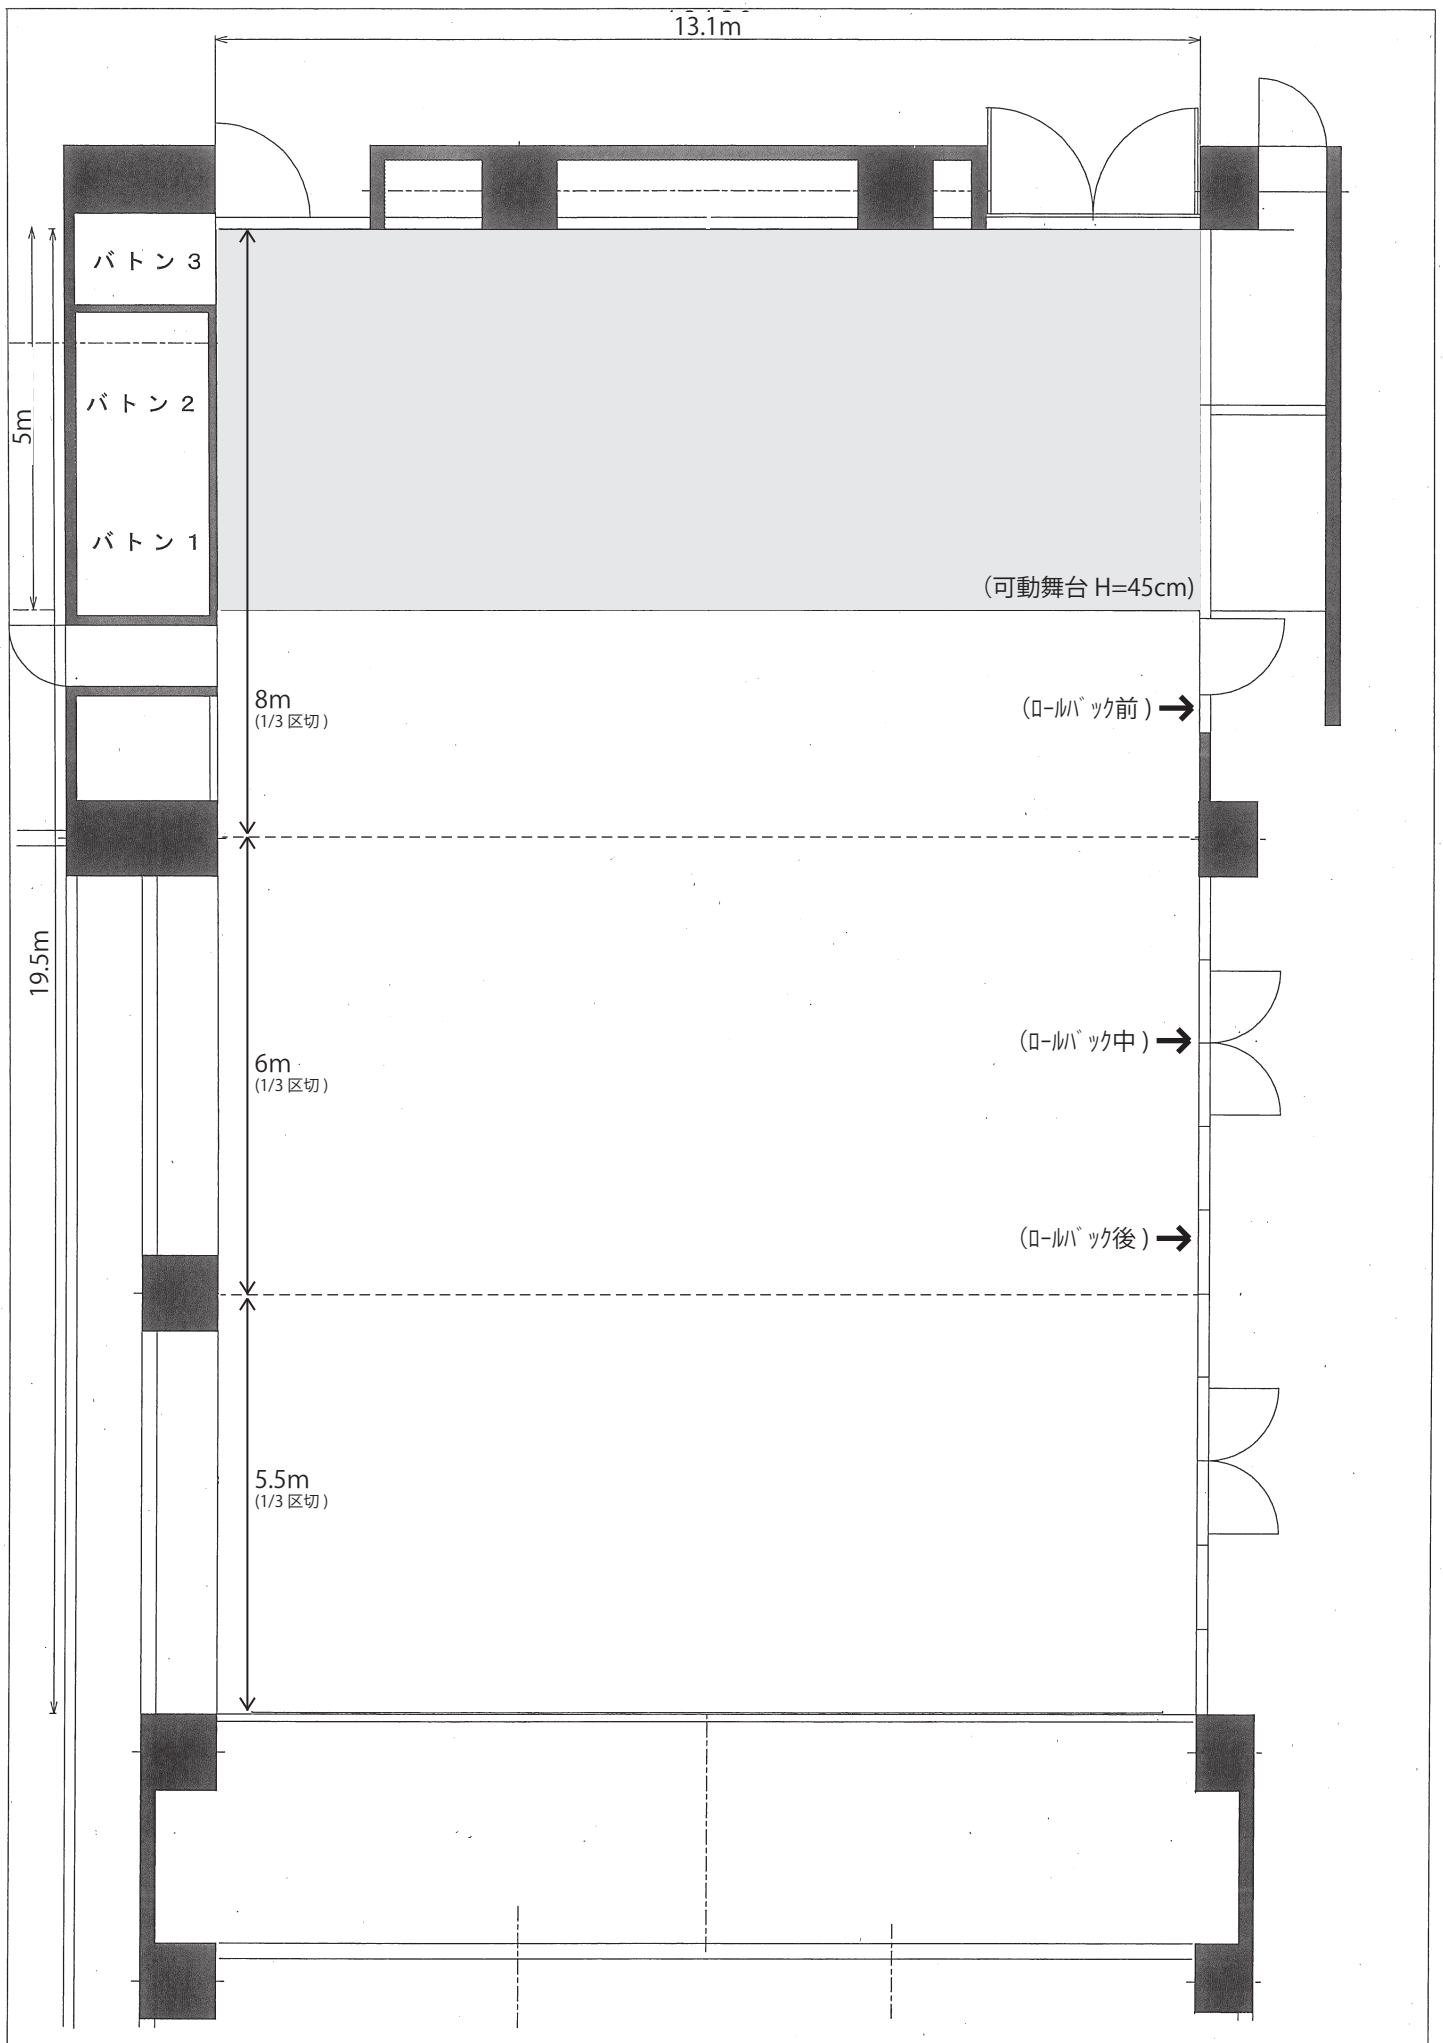 13.1m
バトン 3
バトン 2
5m
バトン 1
(可動舞台 H=45cm)
8m
(1/3 区切 )
(ﾛｰﾙﾊﾞｯｸ前 ) →
19.5m
(ﾛｰﾙﾊﾞｯｸ中 ) →
6m
(1/3 区切 )
(ﾛｰﾙﾊﾞｯｸ後 ) →
5.5m
(1/3 区切 )